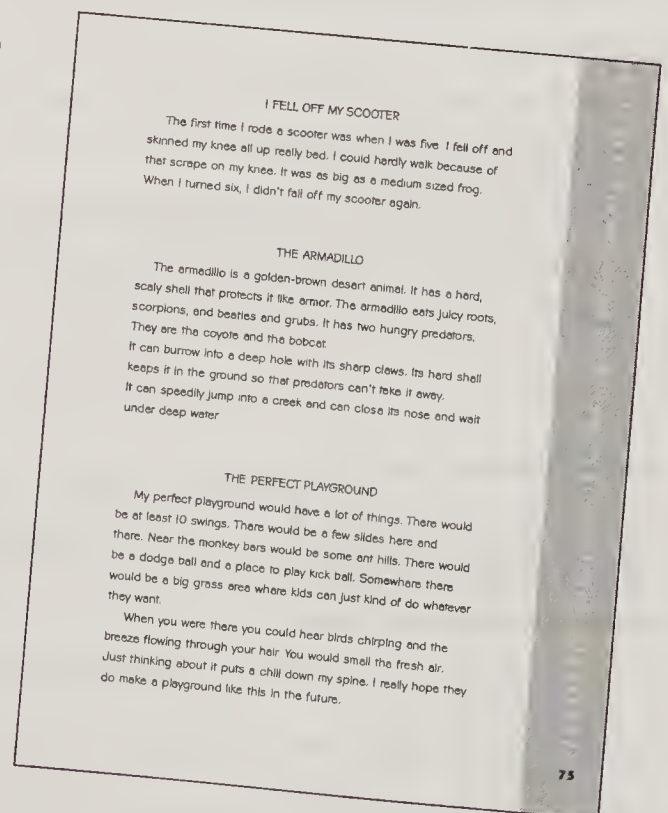 I FELL OFF MY SCOOTER
The first time I rode a scooter was when I was five I fell off and
skinned my knee all up really bad. I could hardly walk because of
that scrape on my knee. It was as big as a medium sized frog.
When I turned six, I didn't fall off my scooter again.
THE ARMADILLO
The armadillo is a golden-brown desert animal. It has a hard,
scaly shell that protects it like armor. The armadillo eats juicy roots,
scorpions, and beetles and grubs. It has two hungry predators.
They are the coyote and the bobcat
It can burrow into a deep hole with its sharp claws. Its hard shell
keeps it in the ground so that predators can't take it away.
It can speedily jump into a creek and can close its nose and wait
under deep water
THE PERFECT PLAYGROUND
My perfect playground would have a lot of things. There would
be at least 10 swings. There would be a few slides here and
there. Near the monkey bars would be some ant hills. There would
be a dodge ball and a place to play kick ball. Somewhere there
would be a big grass area where kids can just kind of do whatever
they want.
When you were there you could hear birds chirping and the
breeze flowing through your hair You would smell the fresh air.
Just thinking about it puts a chill down my spine. I really hope they
do make a playground like this in the future.
75